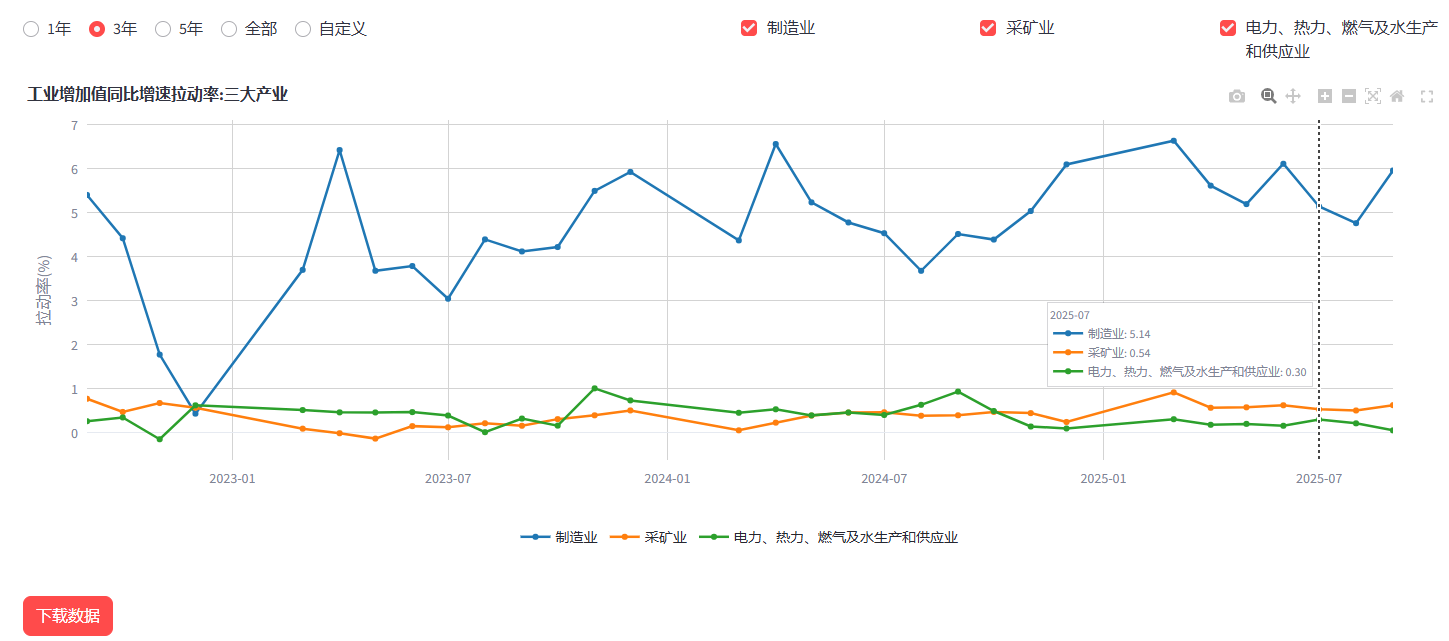 1年 3年 5年 全部 自定义
制造业 采矿业 电力、热力、燃气及水生产
和供应业
工业增加值同比增速拉动率:三大产业
拉动率(%)
7
6
5
4
3
2
1
0
2025-07
制造业: 5.14
采矿业: 0.54
电力、热力、燃气及水生产和供应业: 0.30
2023-01 2023-07 2024-01 2024-07 2025-01 2025-07
制造业 采矿业 电力、热力、燃气及水生产和供应业
下载数据